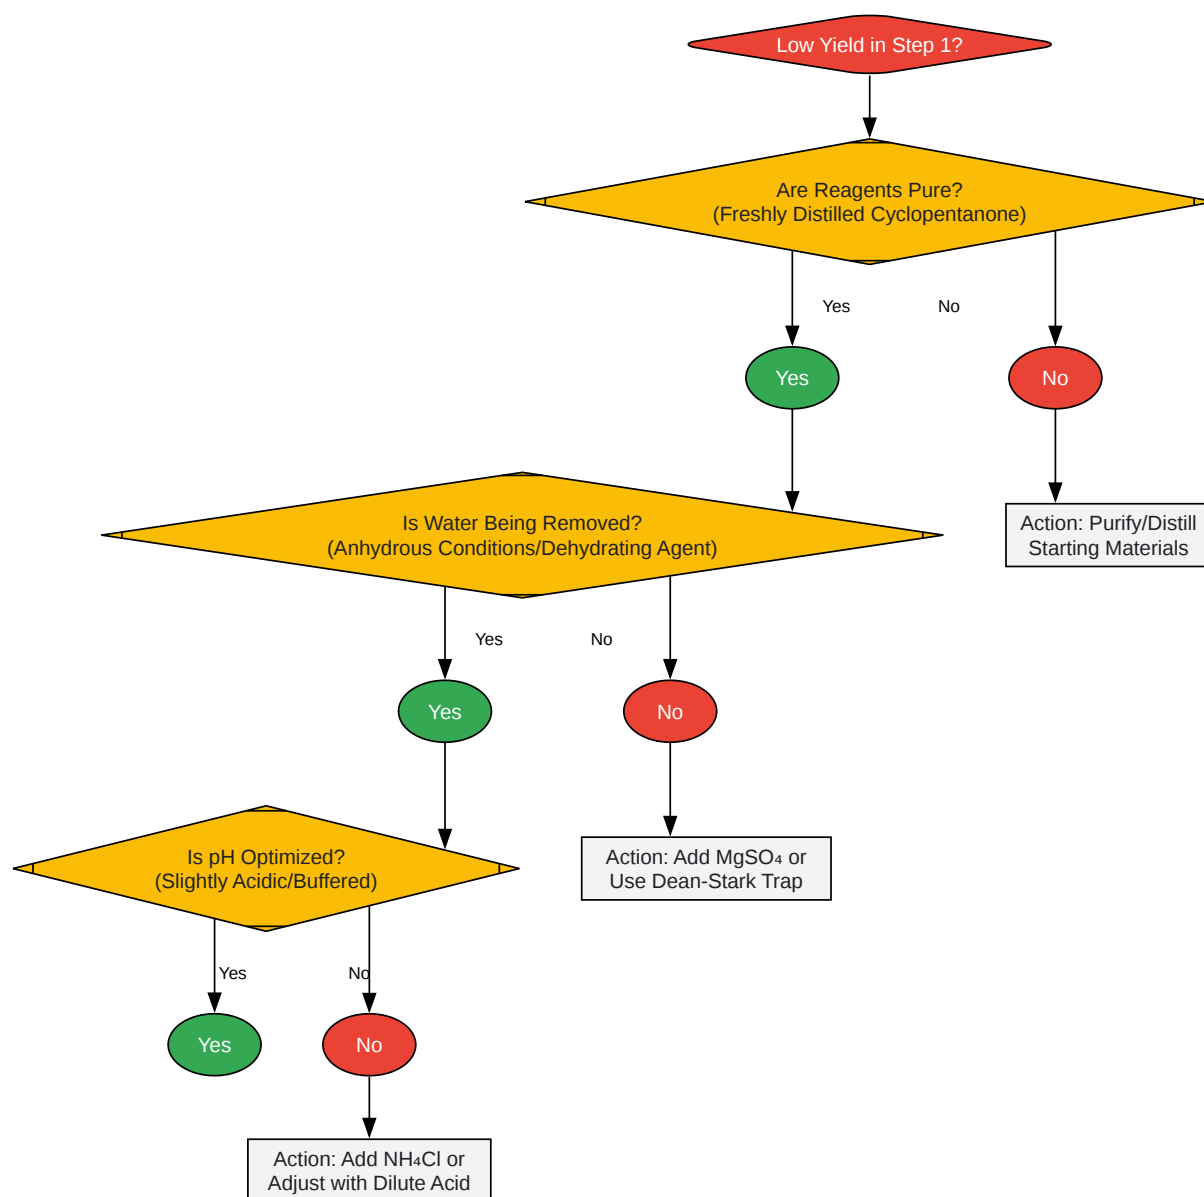 Low Yield in Step 1?
Are Reagents Pure?
(Freshly Distilled Cyclopentanone)
Yes
No
Yes
No
Is Water Being Removed?
(Anhydrous Conditions/Dehydrating Agent)
Action: Purify/Distill
Starting Materials
Yes
No
Yes
No
Is pH Optimized?
(Slightly Acidic/Buffered)
Action: Add MgSO₄ or
Use Dean-Stark Trap
Yes
No
Yes
No
Action: Add NH₄Cl or
Adjust with Dilute Acid